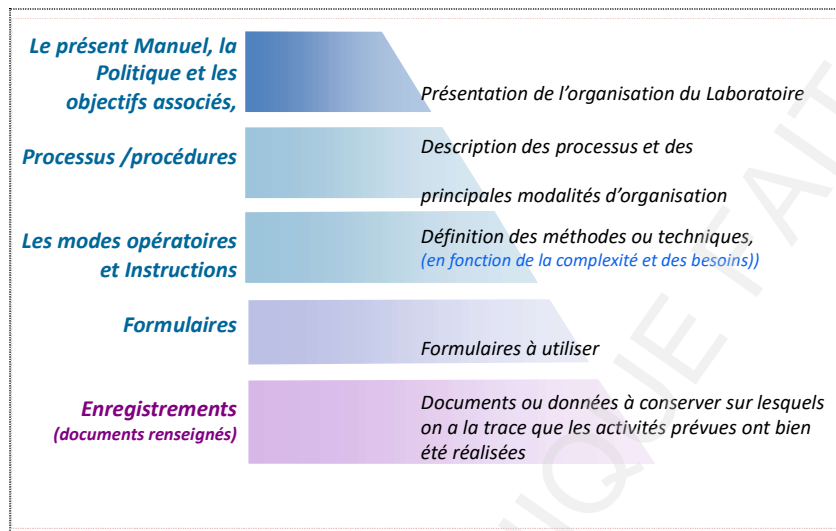 Le présent Manuel, la
Politique et les
objectifs associés,
Présentation de l'organisation du Laboratoire
Processus /procédures
Description des processus et des
principales modalités d'organisation
Les modes opératoires
et Instructions
Définition des méthodes ou techniques,
(en fonction de la complexité et des besoins))
Formulaires
Formulaires à utiliser
Enregistrements
(documents renseignés)
Documents ou données à conserver sur lesquels
on a la trace que les activités prévues ont bien
été réalisées
IQUE FAIT